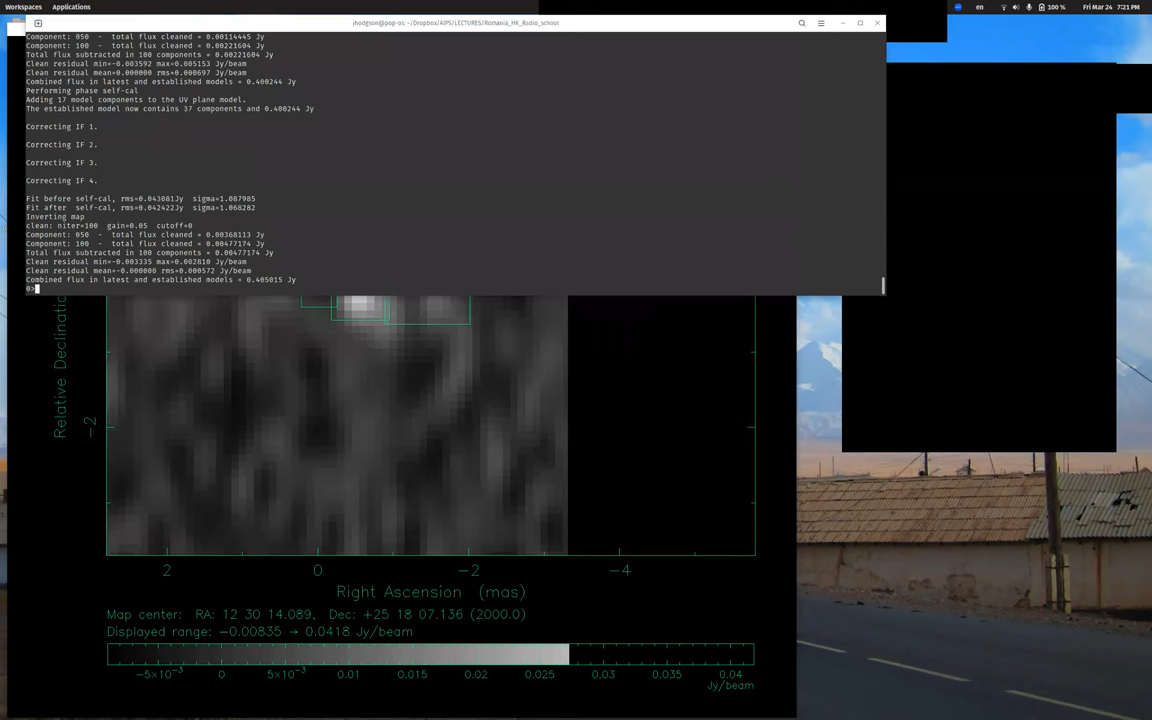 Workspaces Applications en 100 % Fri Mar 24 7:21 PM
jhodgson@pop-os: ~/Dropbox/AIPS/LECTURES/Romania_HK_Radio_school
Component: 050 - total flux cleaned = 0.00114445 Jy
Component: 100 - total flux cleaned = 0.00221604 Jy
Total flux subtracted in 100 components = 0.00221604 Jy
Clean residual min=-0.003592 max=0.005153 Jy/beam
Clean residual mean=0.000000 rms=0.000697 Jy/beam
Combined flux in latest and established models = 0.400244 Jy
Performing phase self-cal
Adding 17 model components to the UV plane model.
The established model now contains 37 components and 0.400244 Jy
Correcting IF 1.
Correcting IF 2.
Correcting IF 3.
Correcting IF 4.
Fit before self-cal, rms=0.043081Jy sigma=1.087985
Fit after self-cal, rms=0.042422Jy sigma=1.068282
Inverting map
clean: niter=100 gain=0.05 cutoff=0
Component: 050 - total flux cleaned = 0.00368113 Jy
Component: 100 - total flux cleaned = 0.00477174 Jy
Total flux subtracted in 100 components = 0.00477174 Jy
Clean residual min=-0.003335 max=0.002810 Jy/beam
Clean residual mean=-0.000000 rms=0.000572 Jy/beam
Combined flux in latest and established models = 0.405015 Jy
0>
Relative Declinatio
−2
2 0 −2 −4
Right Ascension (mas)
Map center: RA: 12 30 14.089, Dec: +25 18 07.136 (2000.0)
Displayed range: −0.00835 → 0.0418 Jy/beam
−5×10⁻³ 0 5×10⁻³ 0.01 0.015 0.02 0.025 0.03 0.035 0.04
Jy/beam